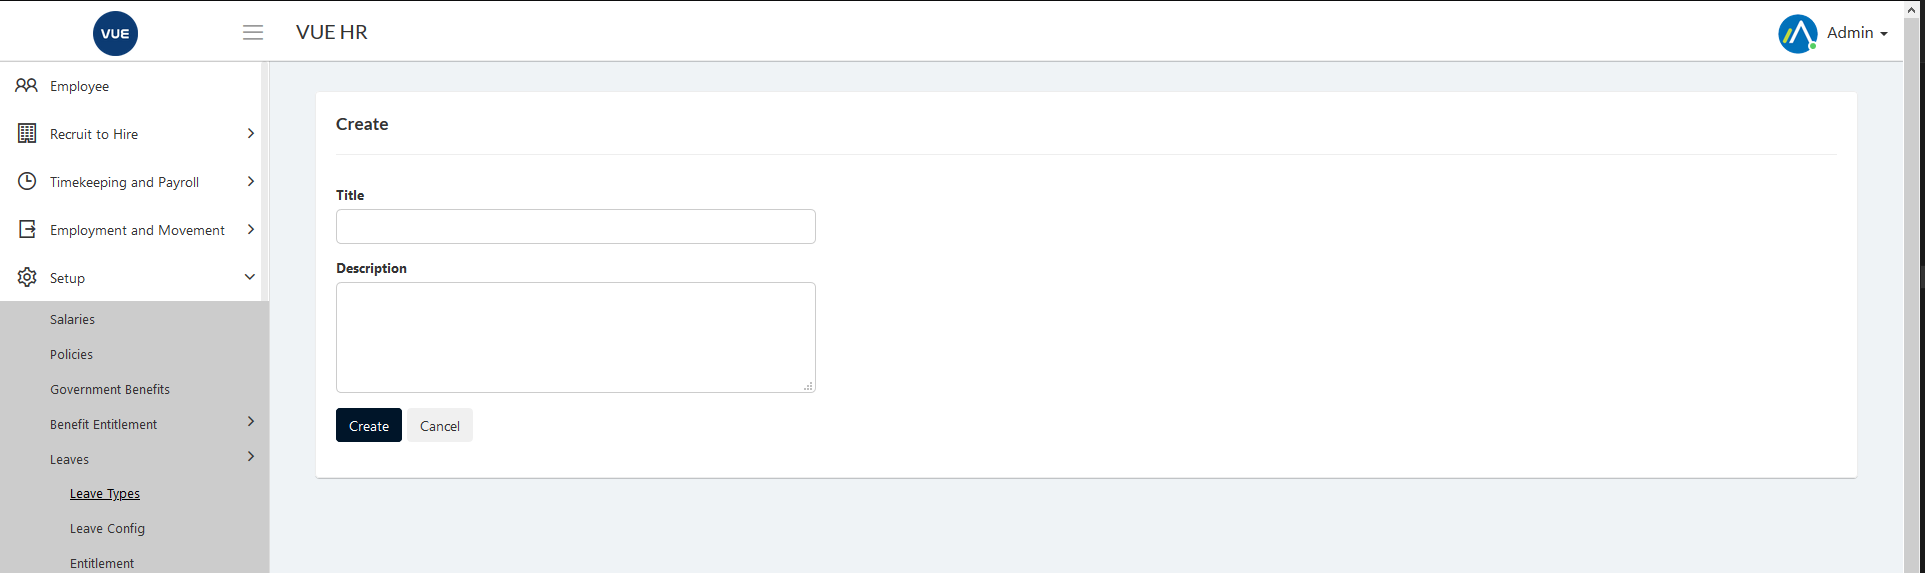 VUE
VUE HR
Admin
Employee
Recruit to Hire
Timekeeping and Payroll
Employment and Movement
Setup
Salaries
Policies
Government Benefits
Benefit Entitlement
Leaves
Leave Types
Leave Config
Entitlement
Create
Title
Description
Create
Cancel